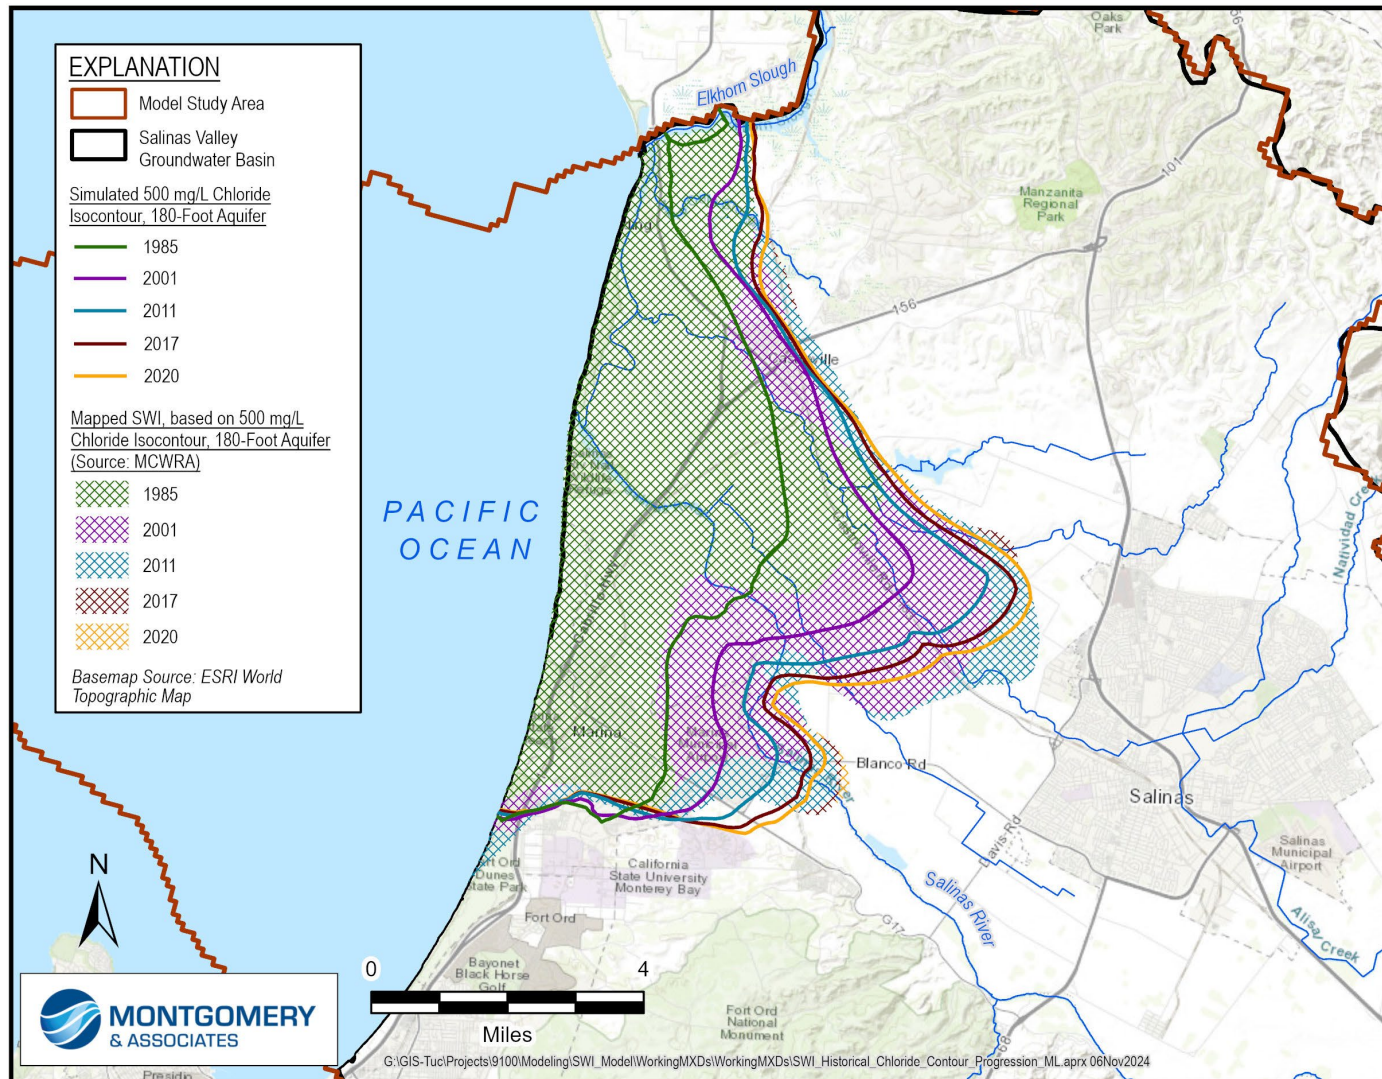 EXPLANATION
Model Study Area
Salinas Valley
Groundwater Basin
Simulated 500 mg/L Chloride
Isocontour, 180-Foot Aquifer
1985
2001
2011
2017
2020
Mapped SWI, based on 500 mg/L
Chloride Isocontour, 180-Foot Aquifer
(Source: MCWRA)
1985
2001
2011
2017
2020
Basemap Source: ESRI World
Topographic Map
Oaks
Park
Elkhorn Slough
101
Manzanita
Regional
Park
156
PACIFIC
OCEAN
Natividad Creek
Marina
Blanco Rd
Salinas
Davis Rd
Salinas
Municipal
Airport
Alisal Creek
Salinas River
G17
68
California
State University
Monterey Bay
Fort Ord
Dunes
State Park
Fort Ord
Bayonet
Black Horse
Golf
Fort Ord
National
Monument
Presidio
N
0
4
Miles
MONTGOMERY
& ASSOCIATES
G:\GIS-Tuc\Projects\9100\Modeling\SWI_Model\WorkingMXDs\WorkingMXDs\SWI_Historical_Chloride_Contour_Progression_ML.aprx 06Nov2024